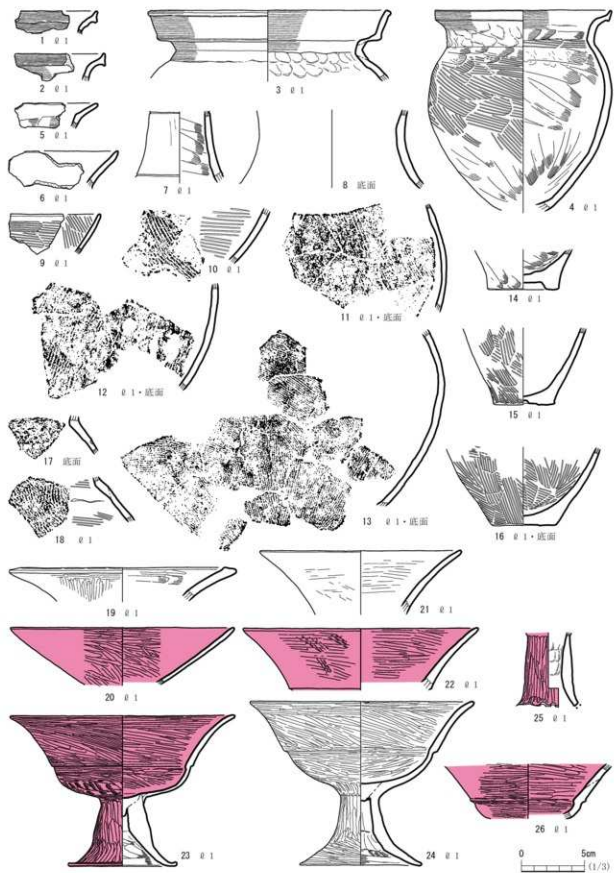 1 ℓ1
2 ℓ1
3 ℓ1
4 ℓ1
5 ℓ1
6 ℓ1
7 ℓ1
8 底面
9 ℓ1
10 ℓ1
11 ℓ1・底面
12 ℓ1・底面
13 ℓ1・底面
14 ℓ1
15 ℓ1
16 ℓ1・底面
17 底面
18 ℓ1
19 ℓ1
20 ℓ1
21 ℓ1
22 ℓ1
23 ℓ1
24 ℓ1
25 ℓ1
26 ℓ1
0 5cm
(1/3)